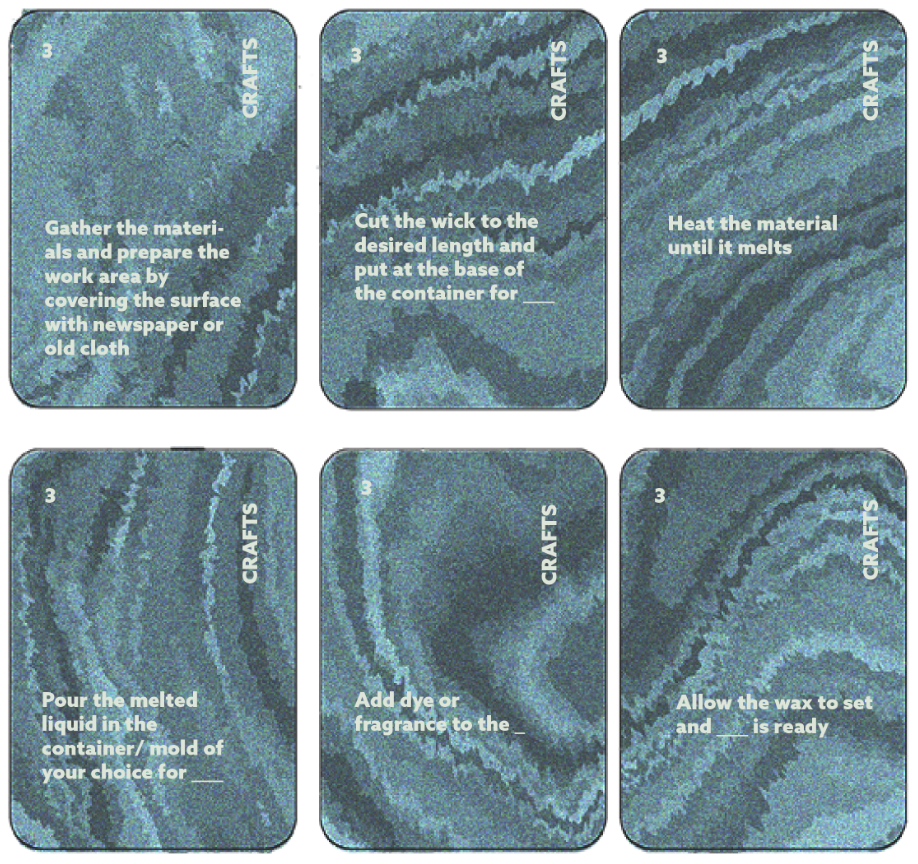 3
CRAFTS
Gather the materi-
als and prepare the
work area by
covering the surface
with newspaper or
old cloth
3
CRAFTS
Cut the wick to the
desired length and
put at the base of
the container for ___
3
CRAFTS
Heat the material
until it melts
3
CRAFTS
Pour the melted
liquid in the
container/ mold of
your choice for ___
3
CRAFTS
Add dye or
fragrance to the _
3
CRAFTS
Allow the wax to set
and ___ is ready